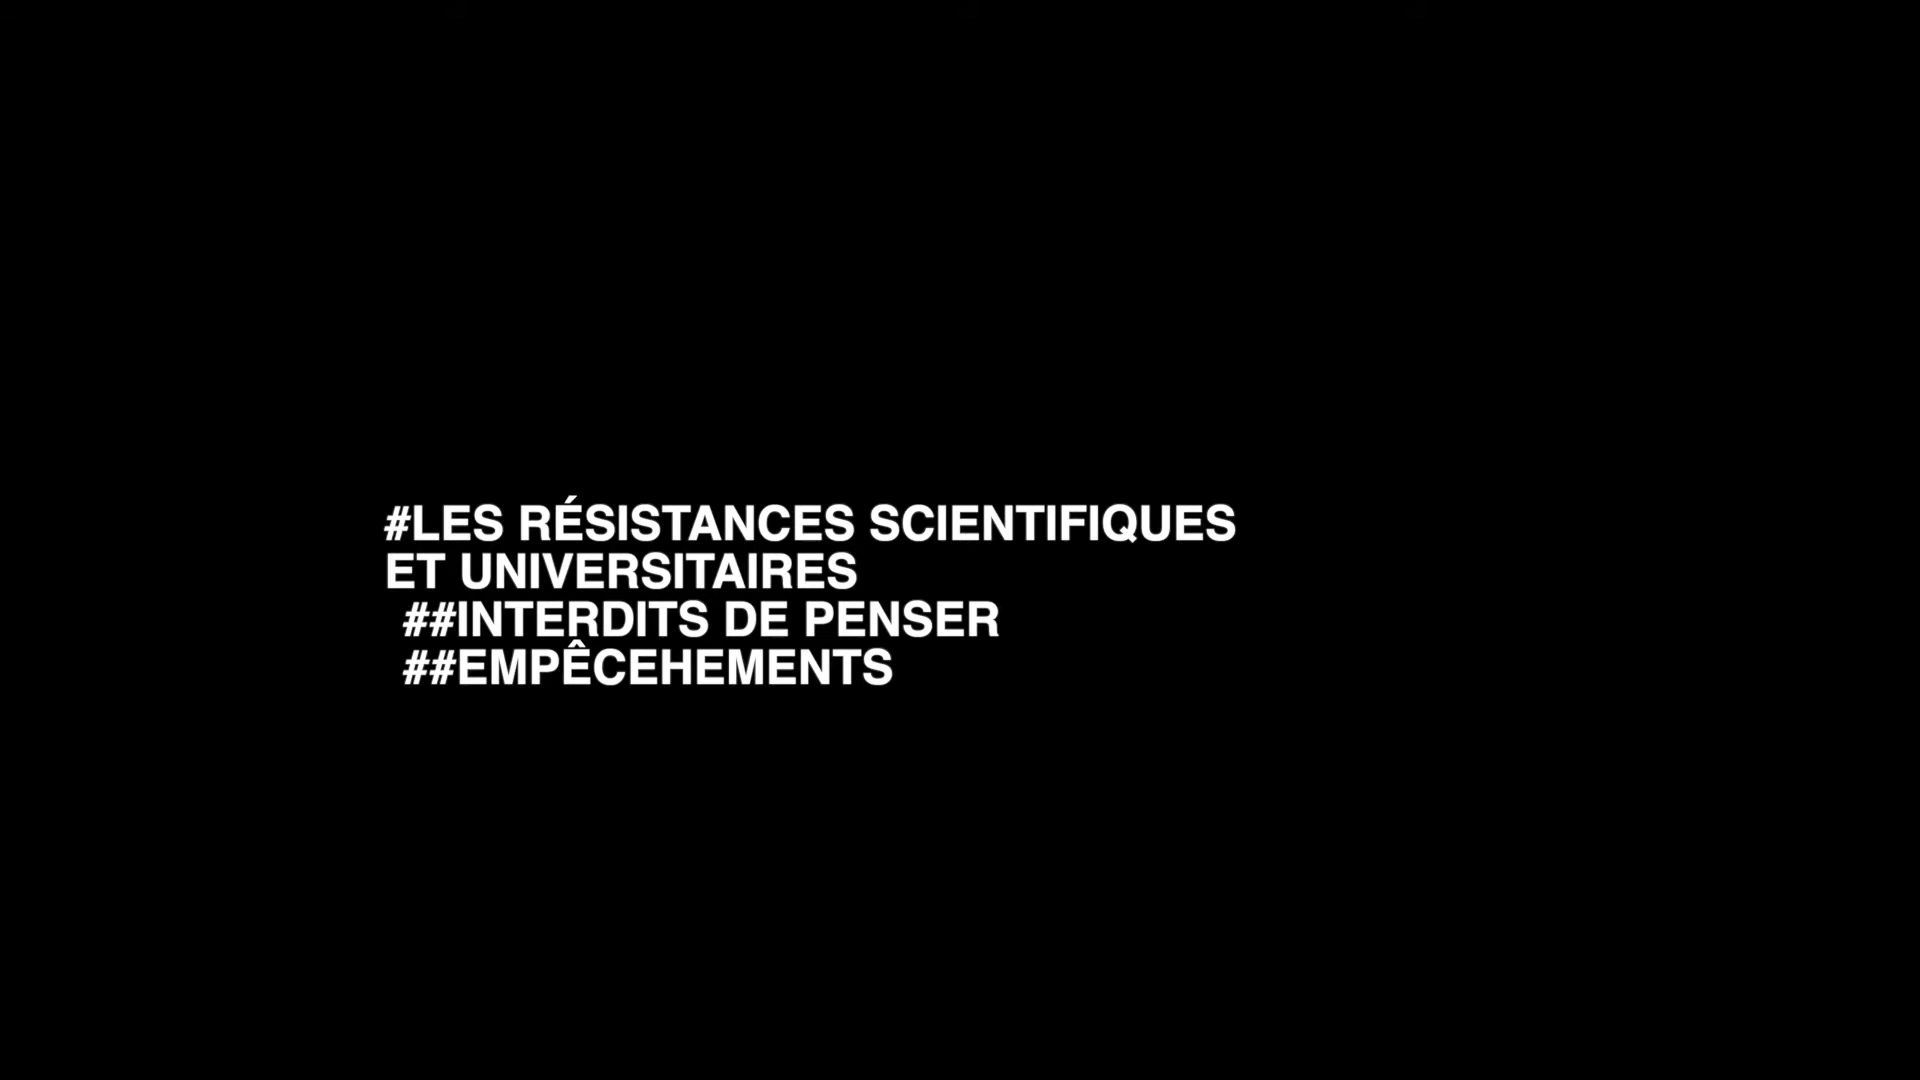 #LES RÉSISTANCES SCIENTIFIQUES
ET UNIVERSITAIRES
##INTERDITS DE PENSER
##EMPÊCEHEMENTS